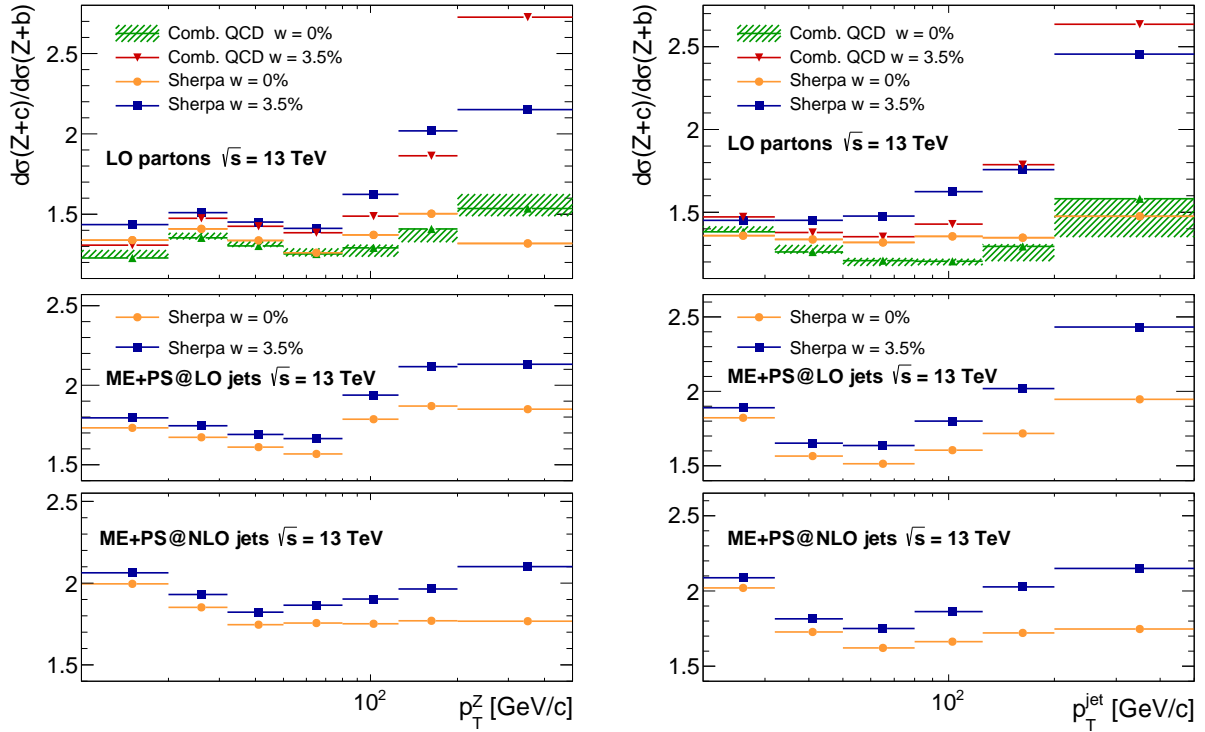 dσ(Z+c)/dσ(Z+b)
2.5
2
1.5
Comb. QCD w = 0%
Comb. QCD w = 3.5%
Sherpa w = 0%
Sherpa w = 3.5%
LO partons √s = 13 TeV
2.5
2
1.5
Sherpa w = 0%
Sherpa w = 3.5%
ME+PS@LO jets √s = 13 TeV
2.5
2
1.5
ME+PS@NLO jets √s = 13 TeV
10²
p_T^Z [GeV/c]
dσ(Z+c)/dσ(Z+b)
2.5
2
1.5
Comb. QCD w = 0%
Comb. QCD w = 3.5%
Sherpa w = 0%
Sherpa w = 3.5%
LO partons √s = 13 TeV
2.5
2
1.5
Sherpa w = 0%
Sherpa w = 3.5%
ME+PS@LO jets √s = 13 TeV
2.5
2
1.5
ME+PS@NLO jets √s = 13 TeV
10²
p_T^jet [GeV/c]